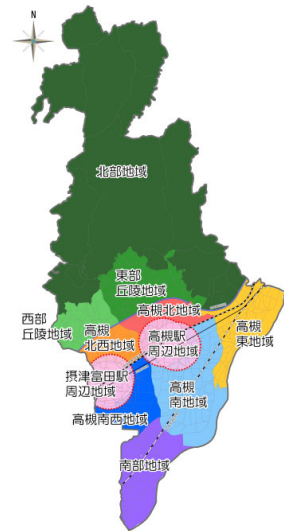 N
北部地域
東部
丘陵地域
高槻北地域
西部
丘陵地域
高槻
北西地域
高槻駅
周辺地域
高槻
東地域
摂津富田駅
周辺地域
高槻
南地域
高槻南西地域
南部地域